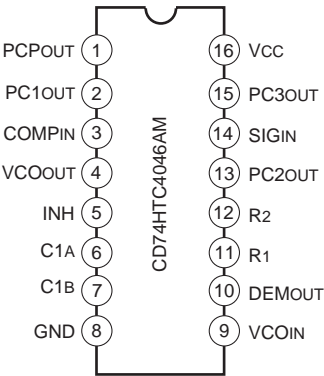 PCPOUT 1 16 VCC
PC1OUT 2 15 PC3OUT
COMPIN 3 14 SIGIN
VCOOUT 4 13 PC2OUT
INH 5 12 R2
C1A 6 11 R1
C1B 7 10 DEMOUT
GND 8 9 VCOIN
CD74HTC4046AM